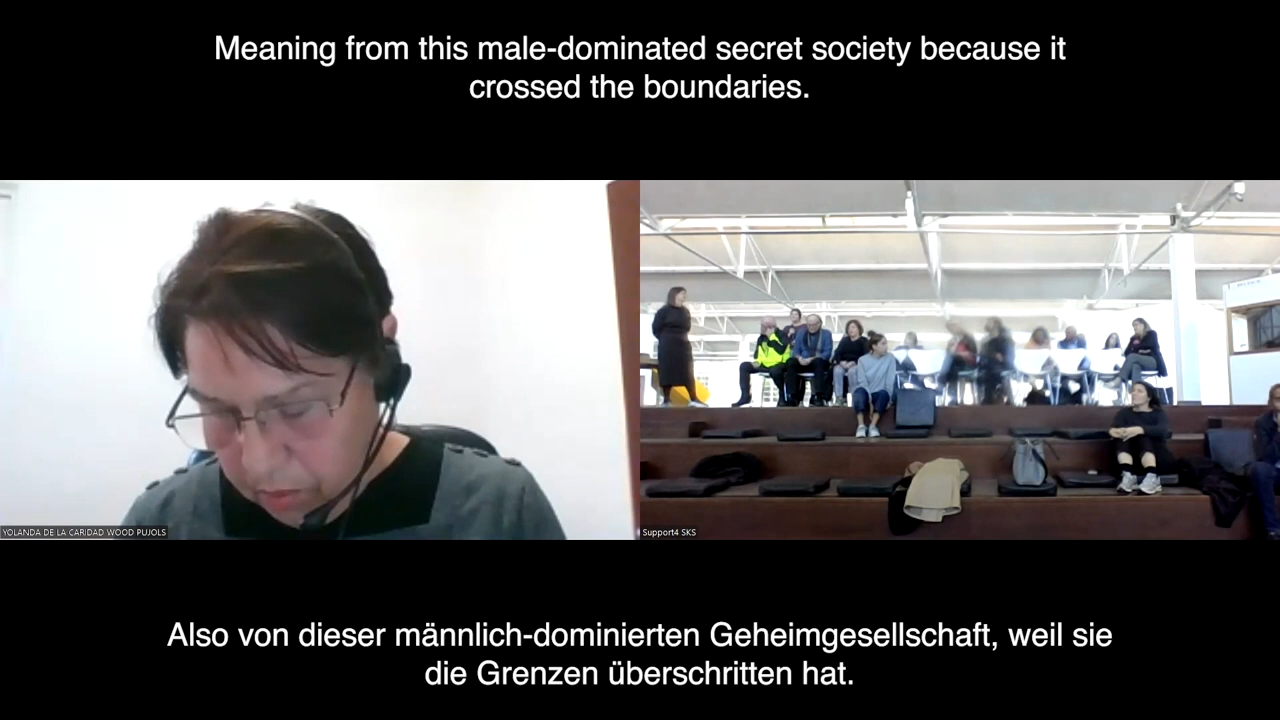 Meaning from this male-dominated secret society because it
crossed the boundaries.
YOLANDA DE LA CARIDAD WOOD PUJOLS
Support4 SKS
Also von dieser männlich-dominierten Geheimgesellschaft, weil sie
die Grenzen überschritten hat.